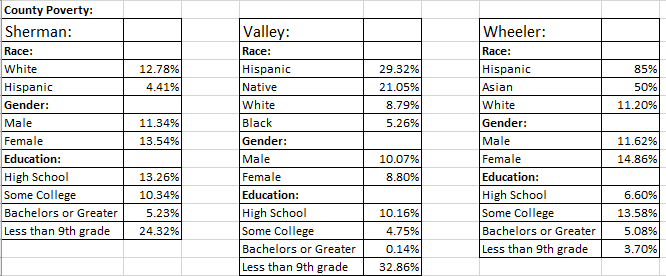 County Poverty:
Sherman: Valley: Wheeler:
Race: Race: Race:
White 12.78% Hispanic 29.32% Hispanic 85%
Hispanic 4.41% Native 21.05% Asian 50%
Gender: White 8.79% White 11.20%
Male 11.34% Black 5.26% Gender:
Female 13.54% Gender: Male 11.62%
Education: Male 10.07% Female 14.86%
High School 13.26% Female 8.80% Education:
Some College 10.34% Education: High School 6.60%
Bachelors or Greater 5.23% High School 10.16% Some College 13.58%
Less than 9th grade 24.32% Some College 4.75% Bachelors or Greater 5.08%
Bachelors or Greater 0.14% Less than 9th grade 3.70%
Less than 9th grade 32.86%